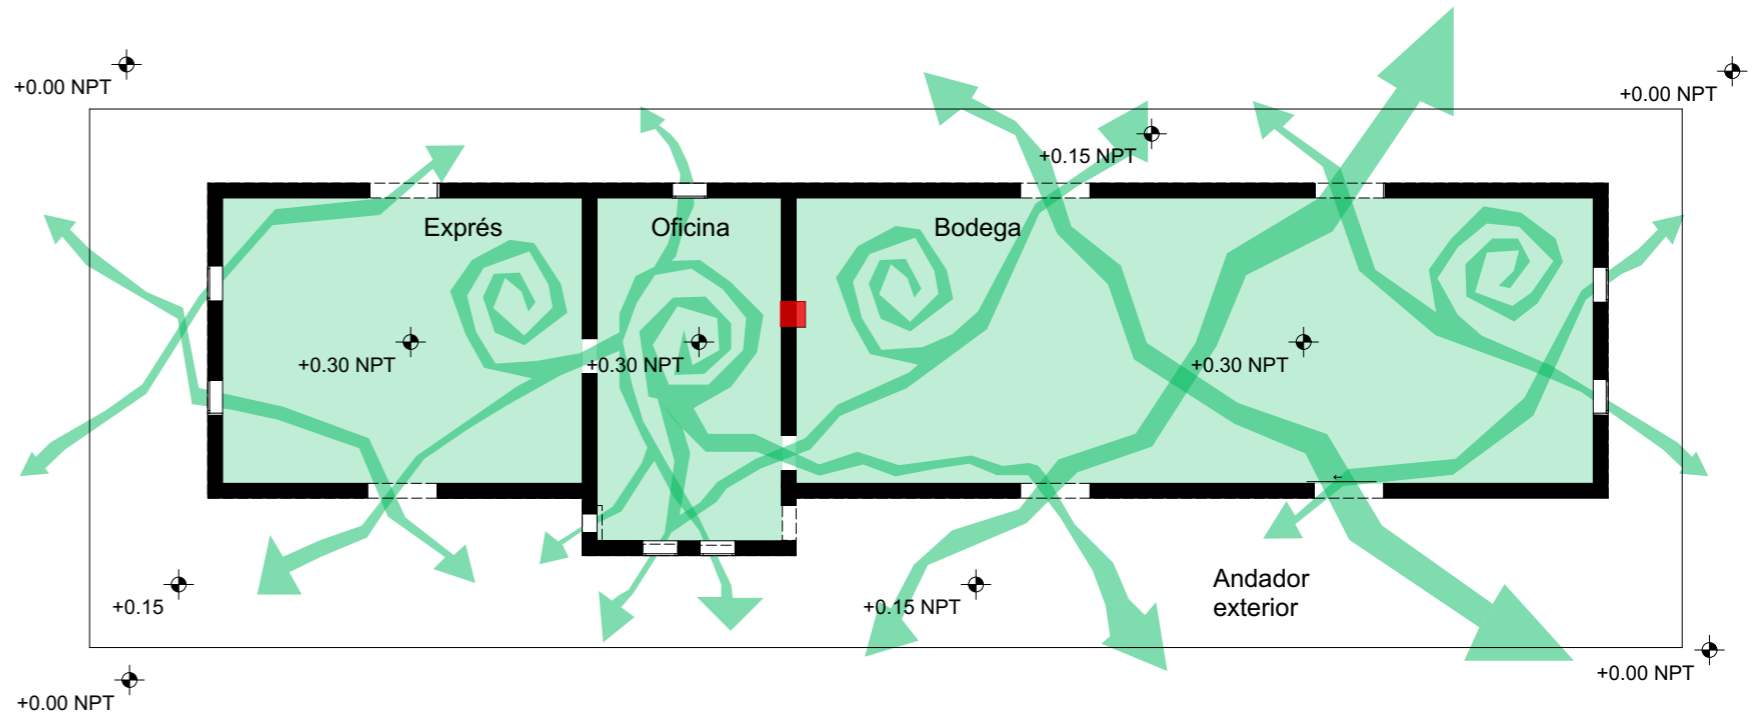 +0.00 NPT
+0.00 NPT
+0.15 NPT
Exprés
Oficina
Bodega
+0.30 NPT
+0.30 NPT
+0.30 NPT
Andador
exterior
+0.15
+0.15 NPT
+0.00 NPT
+0.00 NPT